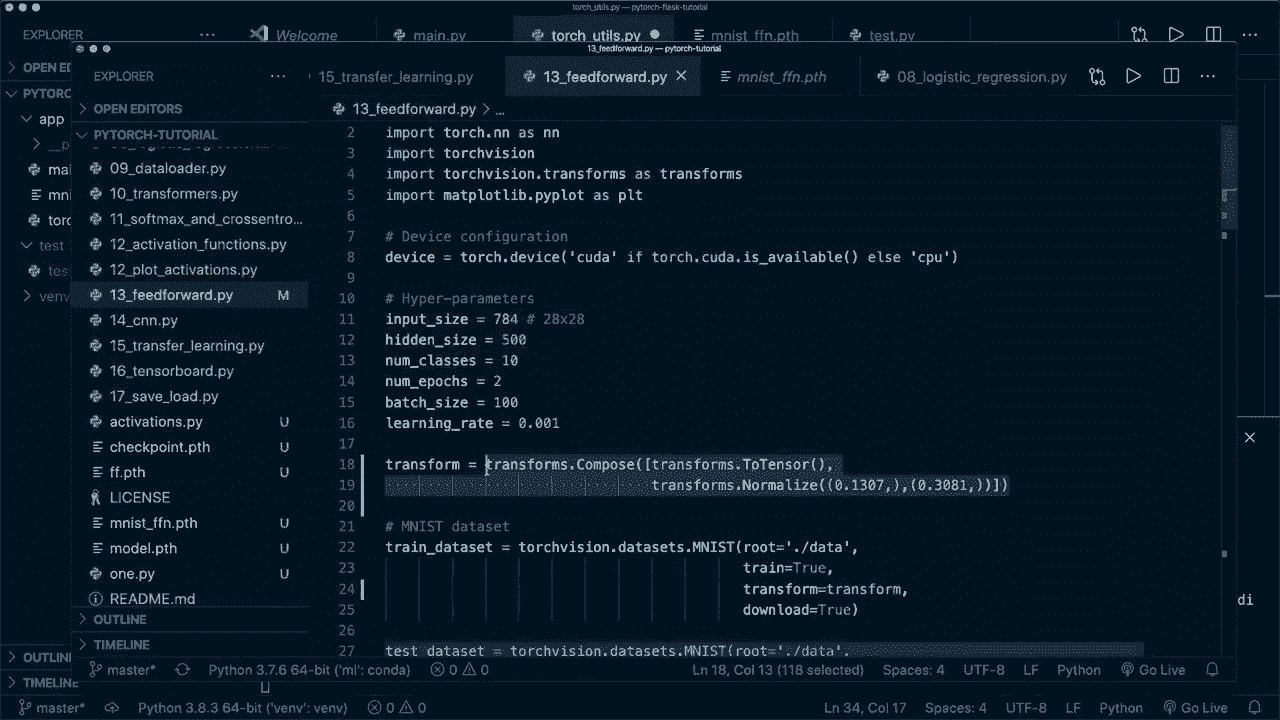 torch_utils.py — pytorch-flask-tutorial
EXPLORER
Welcome
main.py
torch_utils.py
mnist_ffn.pth
test.py
OPEN EI
PYTORC
app
mai
mni
torc
test
tes
venv
OUTLIN
TIMELINE
13_feedforward.py — pytorch-tutorial
EXPLORER
15_transfer_learning.py
13_feedforward.py
mnist_ffn.pth
08_logistic_regression.py
OPEN EDITORS
PYTORCH-TUTORIAL
09_dataloader.py
10_transformers.py
11_softmax_and_crossentro...
12_activation_functions.py
12_plot_activations.py
13_feedforward.py M
14_cnn.py
15_transfer_learning.py
16_tensorboard.py
17_save_load.py
activations.py U
checkpoint.pth U
ff.pth U
LICENSE
mnist_ffn.pth U
model.pth U
one.py U
README.md
OUTLINE
TIMELINE
13_feedforward.py > ...
2 import torch.nn as nn
3 import torchvision
4 import torchvision.transforms as transforms
5 import matplotlib.pyplot as plt
6
7 # Device configuration
8 device = torch.device('cuda' if torch.cuda.is_available() else 'cpu')
9
10 # Hyper-parameters
11 input_size = 784 # 28x28
12 hidden_size = 500
13 num_classes = 10
14 num_epochs = 2
15 batch_size = 100
16 learning_rate = 0.001
17
18 transform = transforms.Compose([transforms.ToTensor(),
19 transforms.Normalize((0.1307,),(0.3081,))])
20
21 # MNIST dataset
22 train_dataset = torchvision.datasets.MNIST(root='./data',
23 train=True,
24 transform=transform,
25 download=True)
26
27 test_dataset = torchvision.datasets.MNIST(root='./data',
di
master* Python 3.7.6 64-bit ('ml': conda) 0 0 Ln 18, Col 13 (118 selected) Spaces: 4 UTF-8 LF Python Go Live
master* Python 3.8.3 64-bit ('venv': venv) 0 0 Ln 34, Col 17 Spaces: 4 UTF-8 LF Python Go Live